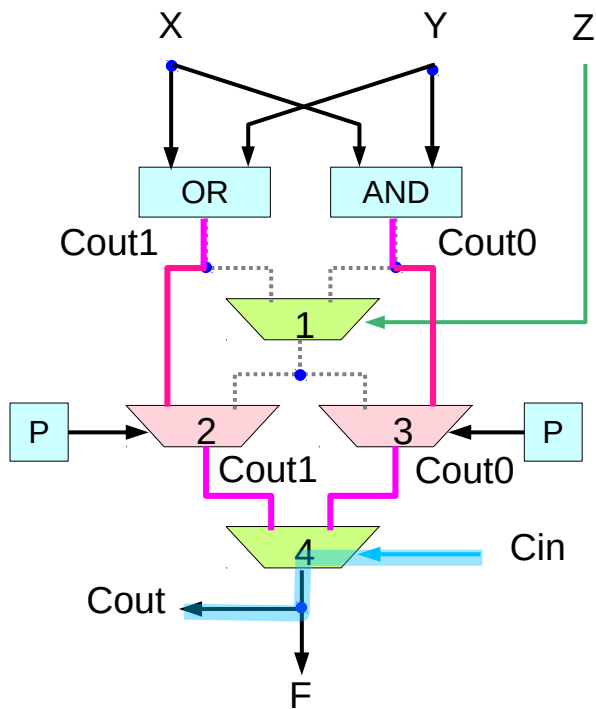 X Y Z
OR AND
Cout1 Cout0
1
P 2 3 P
Cout1 Cout0
4 Cin
Cout
F